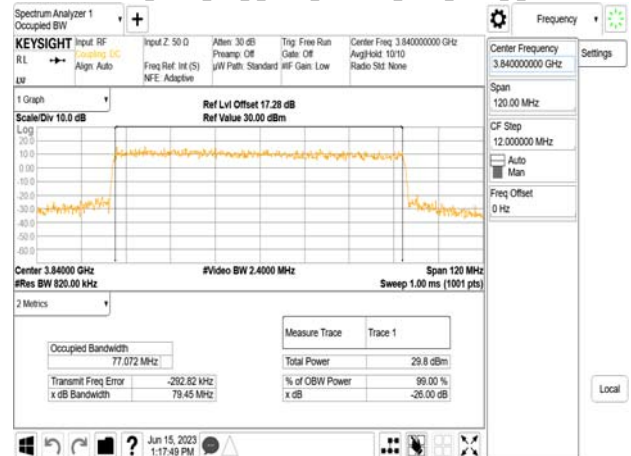 Spectrum Analyzer 1
Occupied BW
Frequency
KEYSIGHT
Input: RF
Coupling: DC
Align: Auto
Input Z: 50 Ω
Freq Ref: Int (S)
NFE: Adaptive
Atten: 30 dB
Preamp: Off
µW Path: Standard
Trig: Free Run
Gate: Off
#IF Gain: Low
Center Freq: 3.840000000 GHz
Avg|Hold: 10/10
Radio Std: None
RL
Center Frequency
3.840000000 GHz
Settings
Span
120.00 MHz
CF Step
12.000000 MHz
Auto
Man
Freq Offset
0 Hz
Local
1 Graph
Scale/Div 10.0 dB
Ref Lvl Offset 17.28 dB
Ref Value 30.00 dBm
Log
20.0
10.0
0.00
-10.0
-20.0
-30.0
-40.0
-50.0
-60.0
Center 3.84000 GHz
#Res BW 820.00 kHz
#Video BW 2.4000 MHz
Span 120 MHz
Sweep 1.00 ms (1001 pts)
2 Metrics
Measure Trace
Trace 1
Occupied Bandwidth
77.072 MHz
Total Power
29.8 dBm
Transmit Freq Error
-292.82 kHz
% of OBW Power
99.00 %
x dB Bandwidth
79.45 MHz
x dB
-26.00 dB
Jun 15, 2023
1:17:49 PM